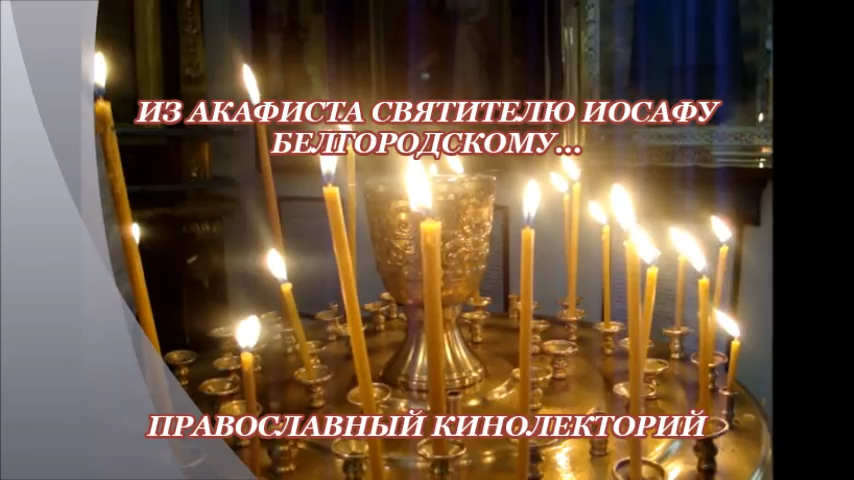 ИЗ АКАФИСТА СВЯТИТЕЛЮ ИОСАФУ
БЕЛГОРОДСКОМУ...
ПРАВОСЛАВНЫЙ КИНОЛЕКТОРИЙ